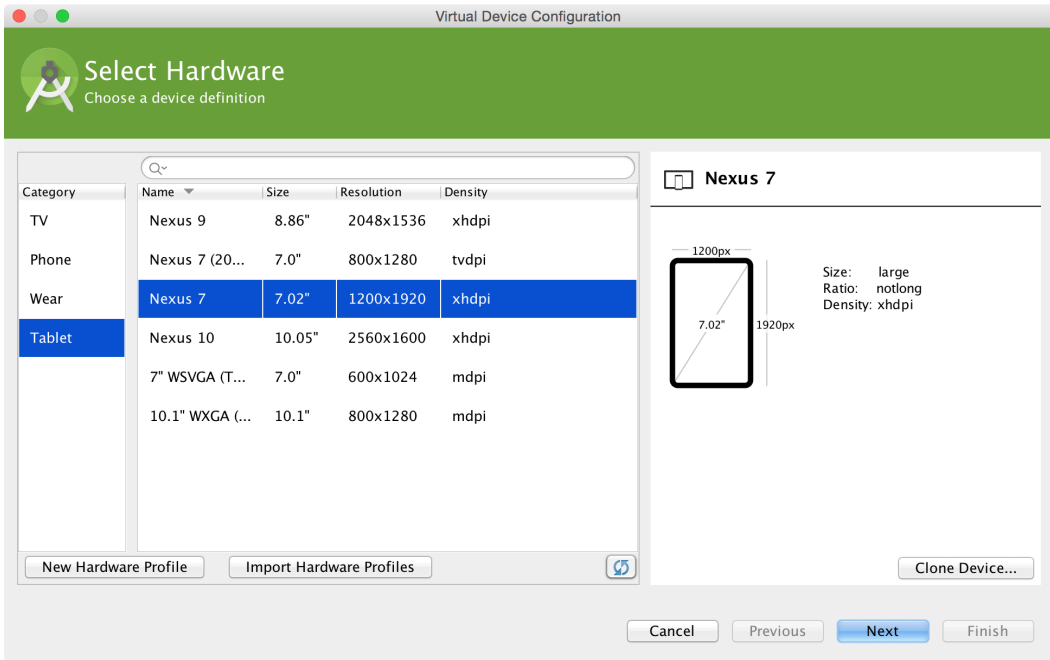 Virtual Device Configuration
Select Hardware
Choose a device definition
Category
TV
Phone
Wear
Tablet
Name Size Resolution Density
Nexus 9 8.86" 2048x1536 xhdpi
Nexus 7 (20... 7.0" 800x1280 tvdpi
Nexus 7 7.02" 1200x1920 xhdpi
Nexus 10 10.05" 2560x1600 xhdpi
7" WSVGA (T... 7.0" 600x1024 mdpi
10.1" WXGA (... 10.1" 800x1280 mdpi
New Hardware Profile Import Hardware Profiles
Nexus 7
1200px
7.02" 1920px
Size: large
Ratio: notlong
Density: xhdpi
Clone Device...
Cancel Previous Next Finish